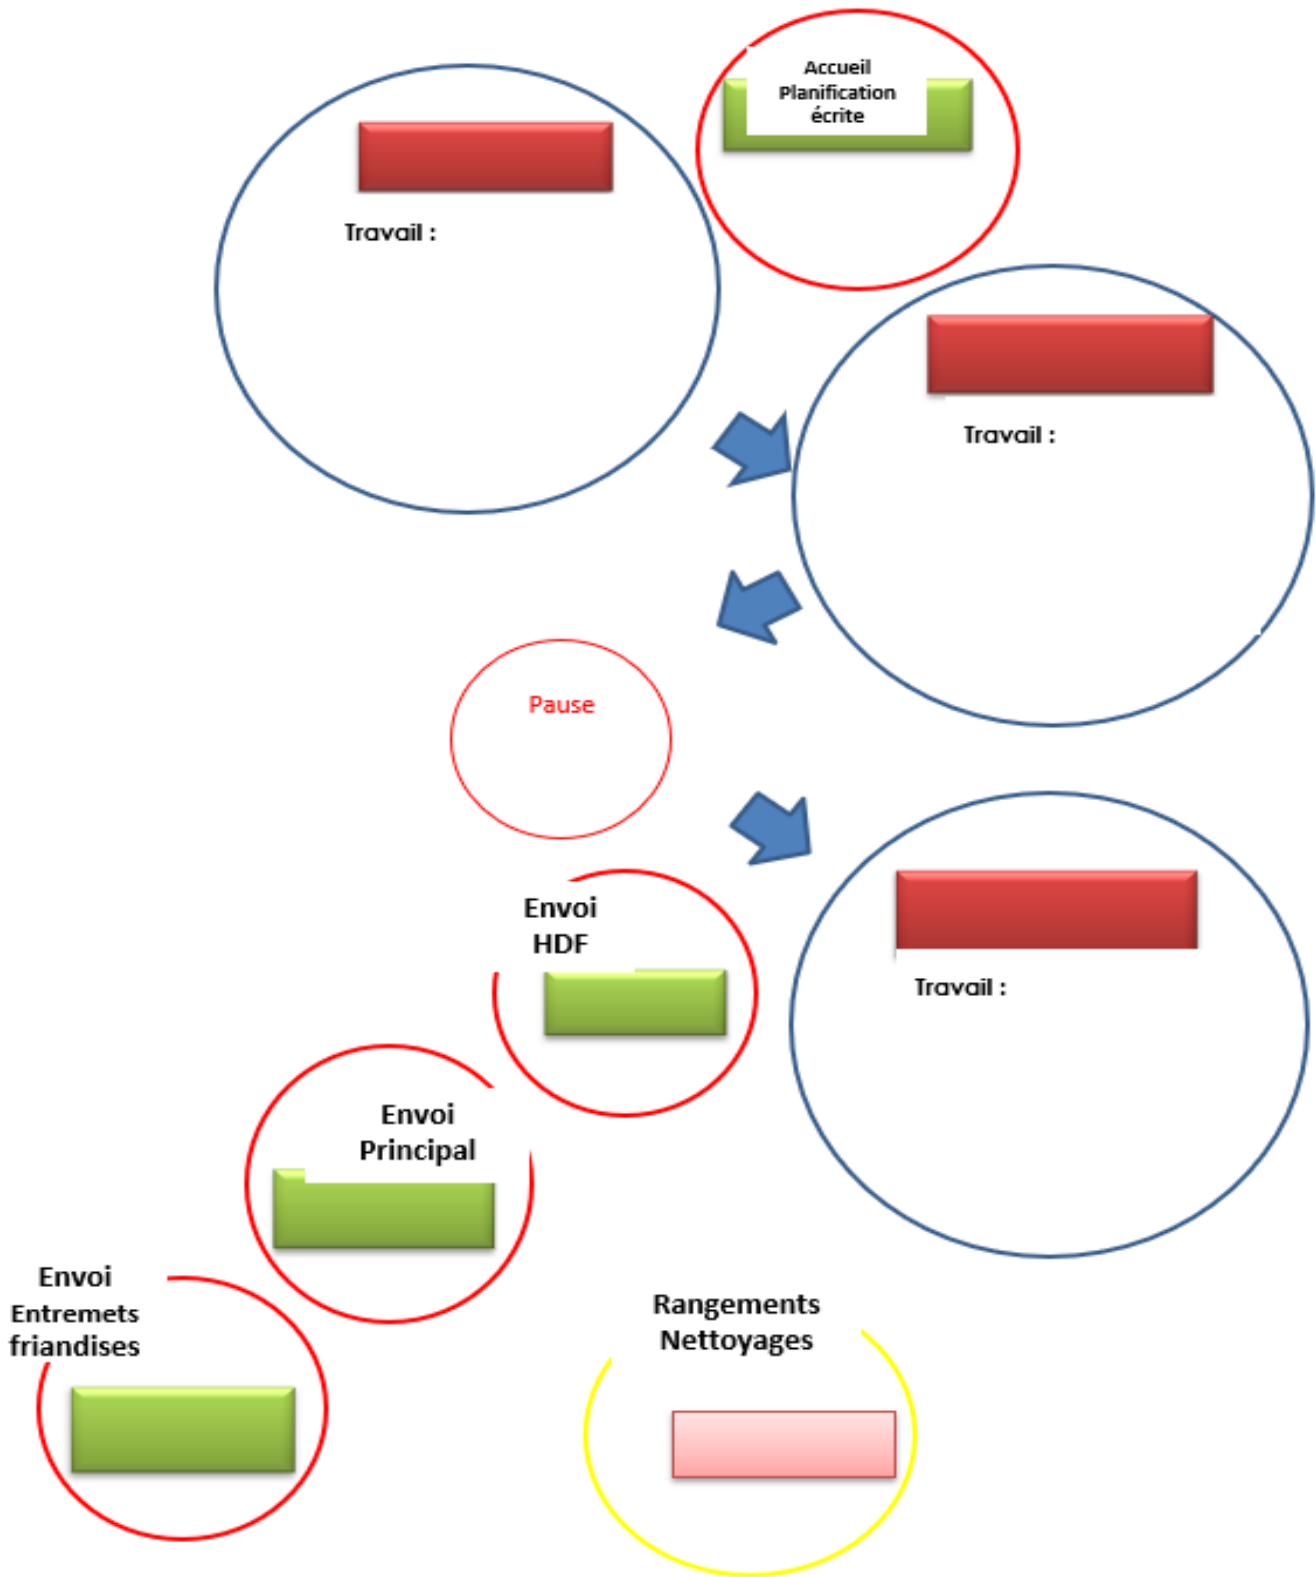 Accueil
Planification
écrite
Travail :
Travail :
Pause
Envoi
HDF
Travail :
Envoi
Principal
Envoi
Entremets
friandises
Rangements
Nettoyages